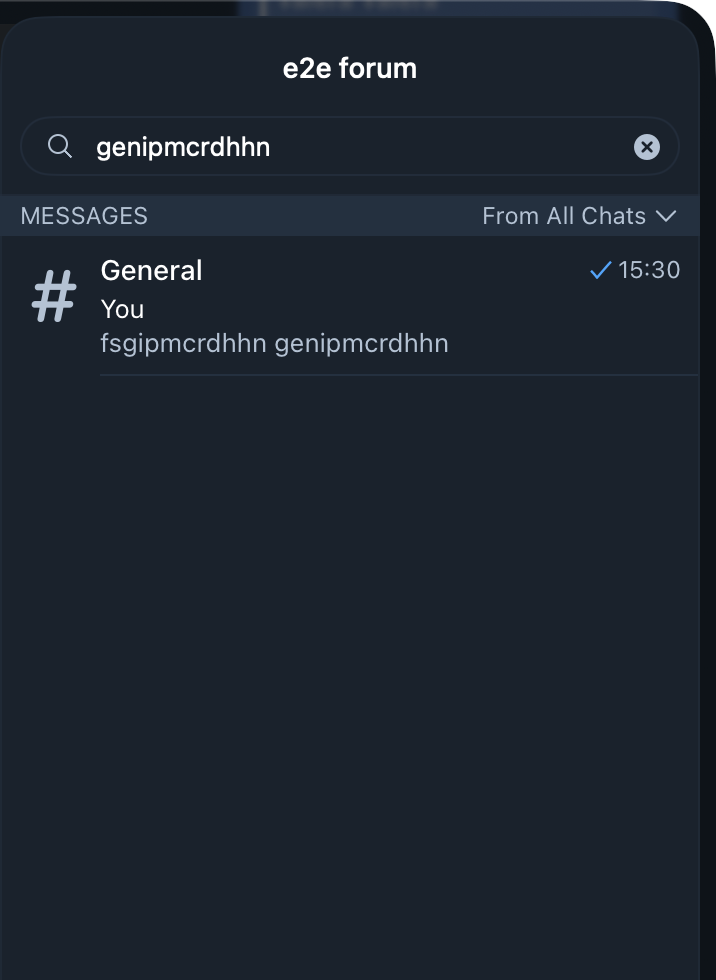 e2e forum
genipmcrdhhn
MESSAGES From All Chats
General 15:30
You
fsgipmcrdhhn genipmcrdhhn